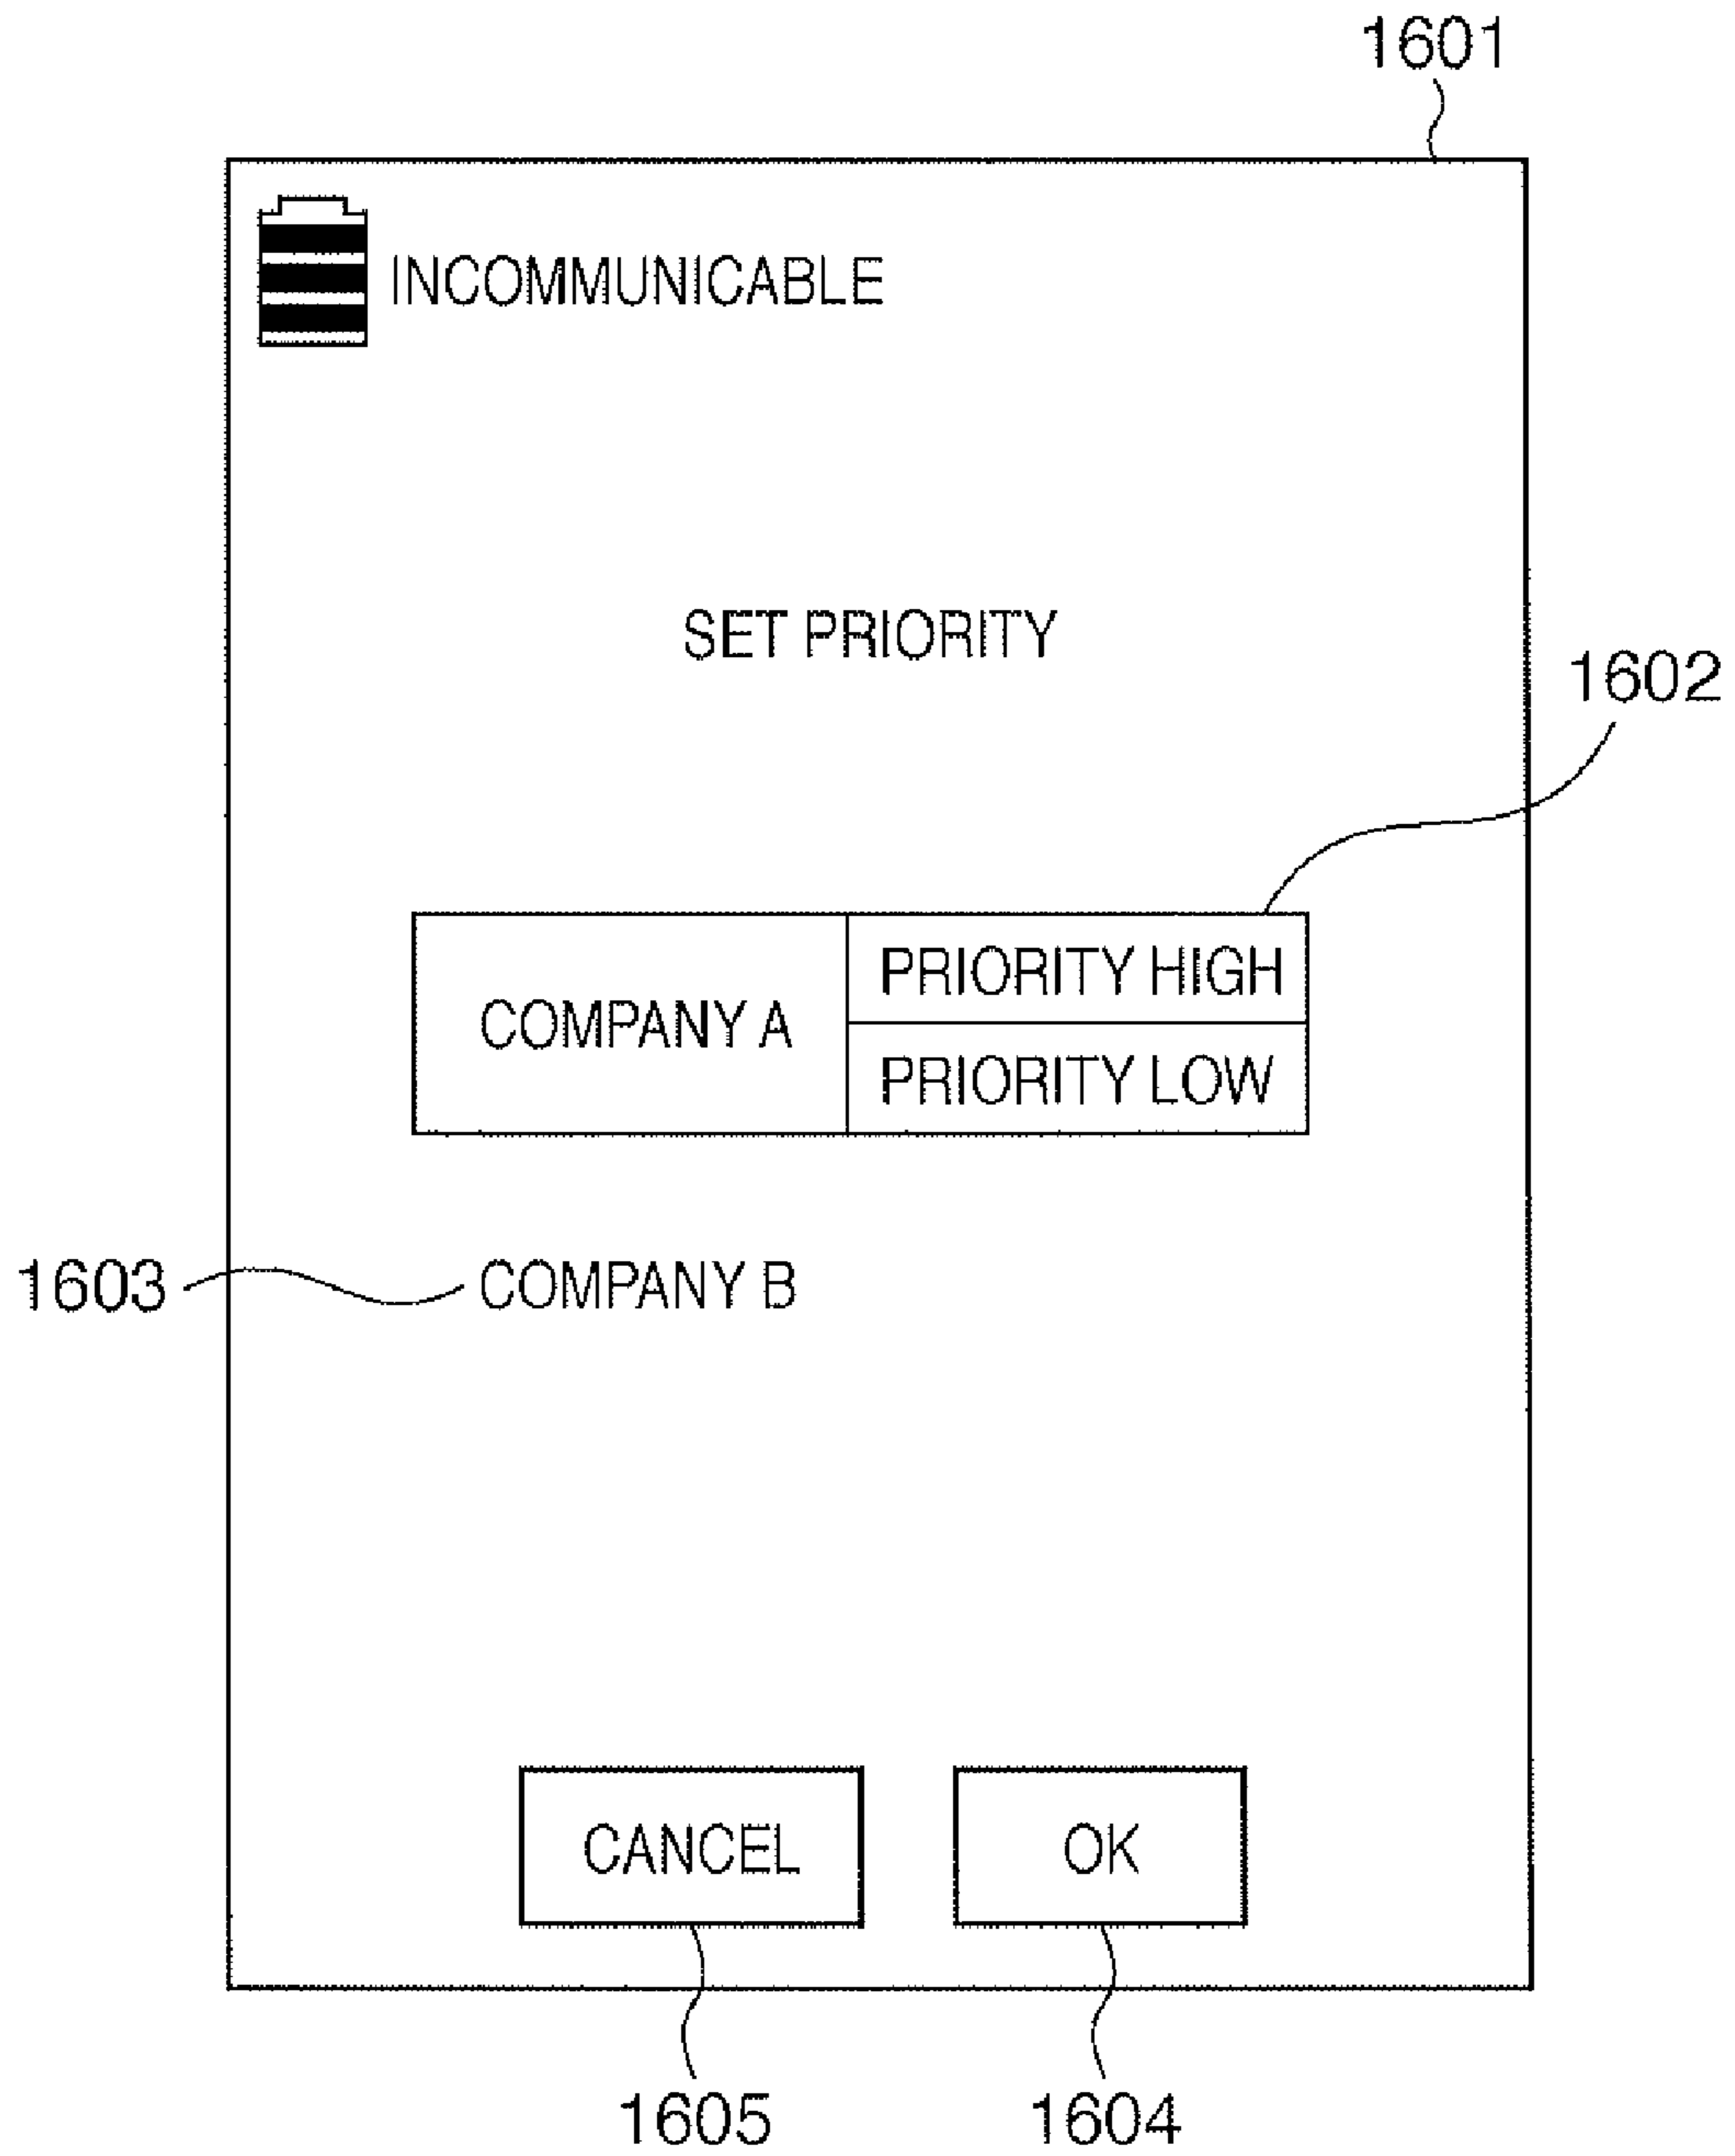 1601
INCOMMUNICABLE
SET PRIORITY
1602
COMPANY A
PRIORITY HIGH
PRIORITY LOW
1603
COMPANY B
CANCEL
OK
1605
1604